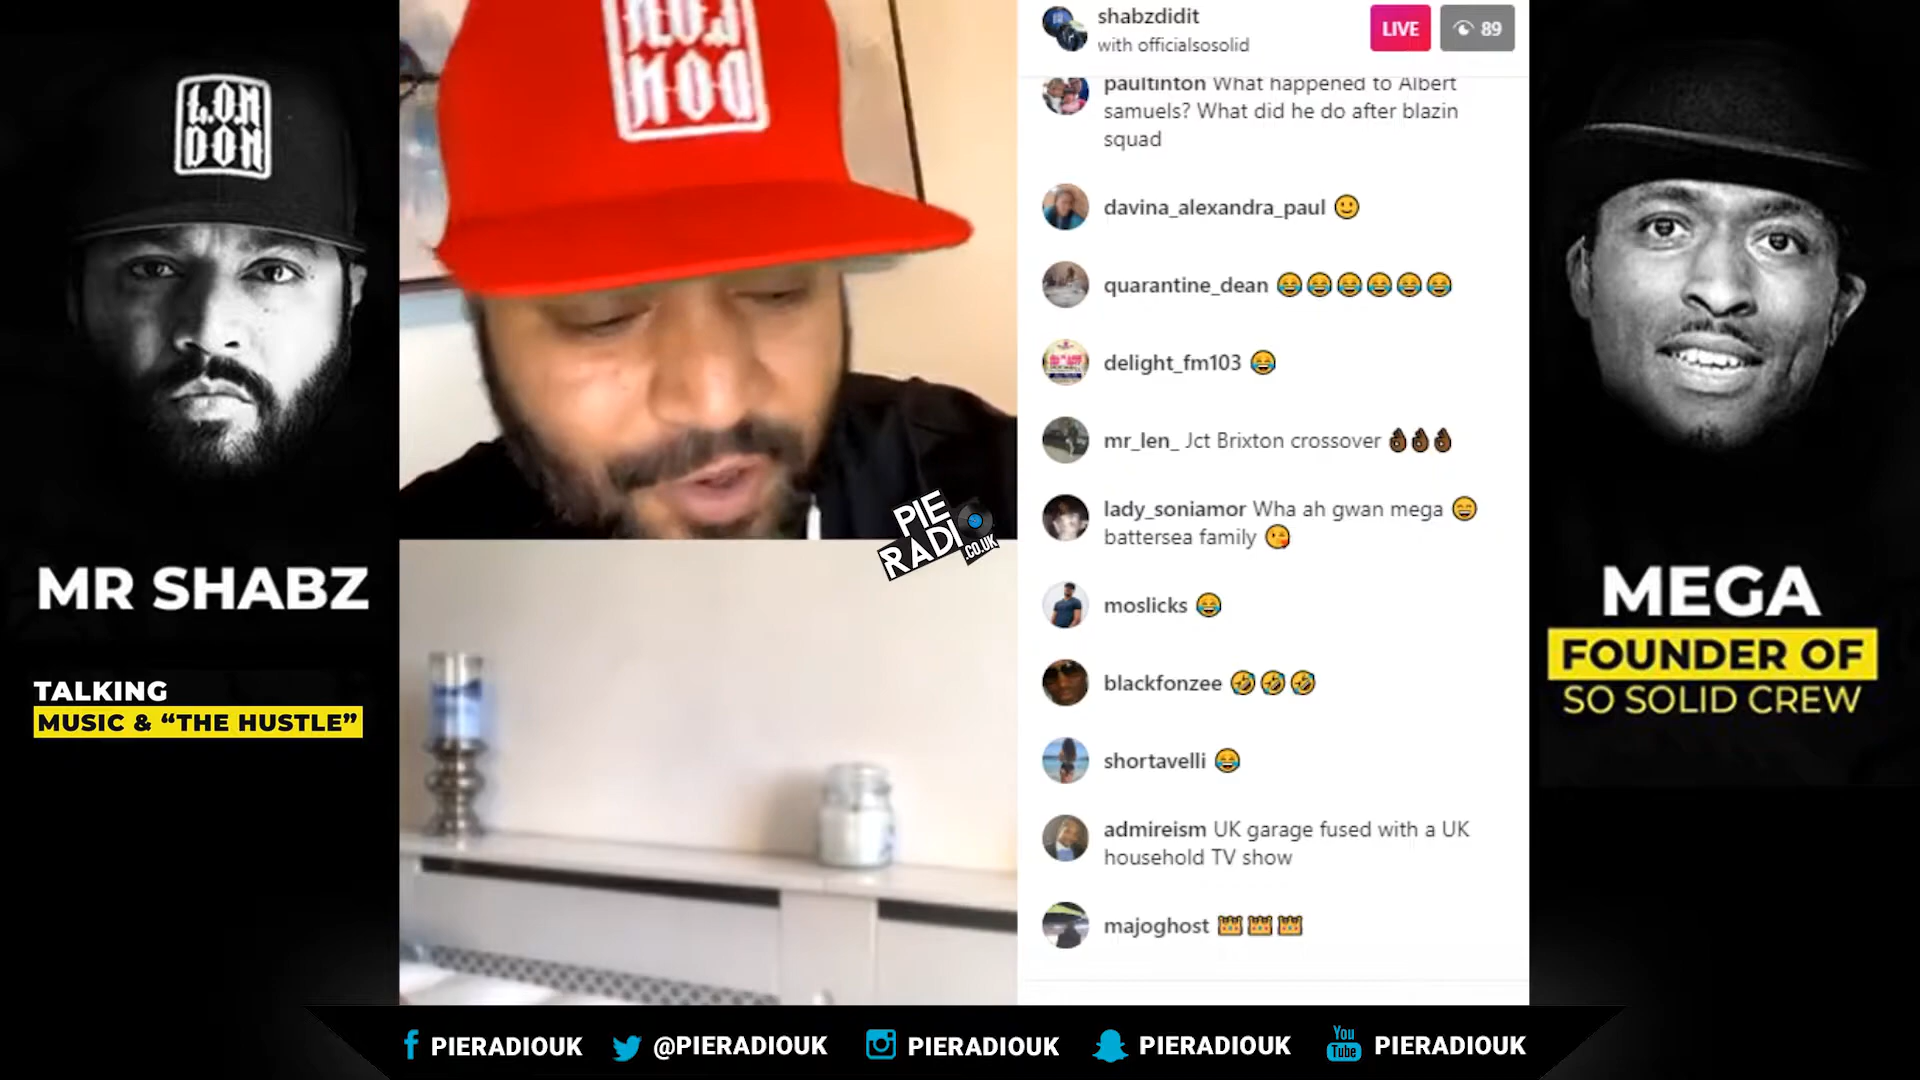 LON
DON
MR SHABZ
TALKING
MUSIC & “THE HUSTLE”
LON
DON
PIE
RADIO
.CO.UK
shabzdidit
with officialsosolid
LIVE
89
paultinton What happened to Albert
samuels? What did he do after blazin
squad
davina_alexandra_paul 🙂
quarantine_dean 😂😂😂😂😂😂
delight_fm103 😂
mr_len_ Jct Brixton crossover 👌🏿👌🏿👌🏿
lady_soniamor Wha ah gwan mega 😄
battersea family 😘
moslicks 😂
blackfonzee 🤣🤣🤣
shortavelli 😂
admireism UK garage fused with a UK
household TV show
majoghost 👑👑👑
MEGA
FOUNDER OF
SO SOLID CREW
PIERADIOUK
@PIERADIOUK
PIERADIOUK
PIERADIOUK
You
Tube
PIERADIOUK